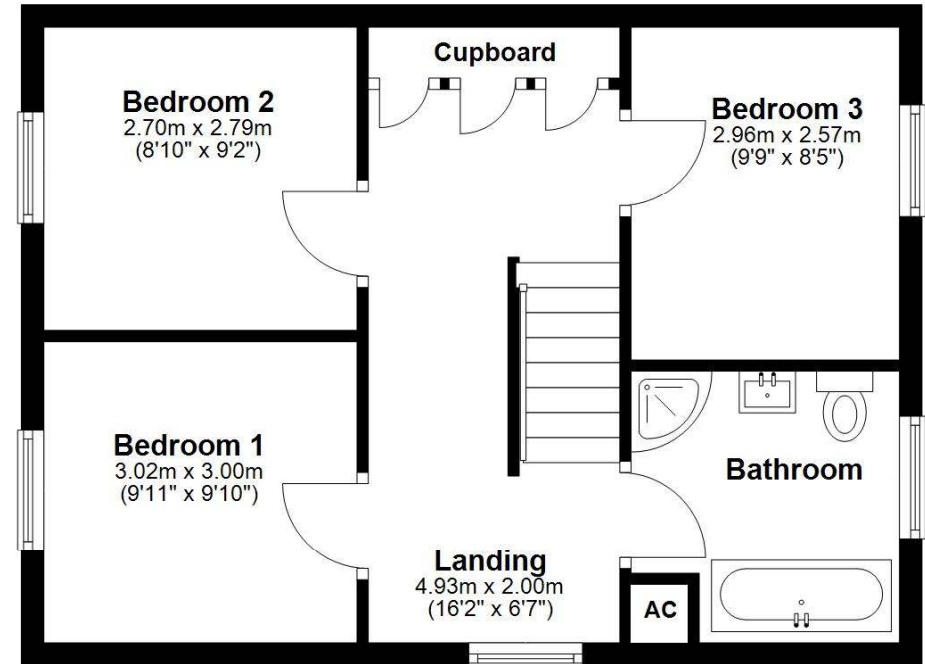 Cupboard
Bedroom 2
2.70m x 2.79m
(8'10" x 9'2")
Bedroom 3
2.96m x 2.57m
(9'9" x 8'5")
Bedroom 1
3.02m x 3.00m
(9'11" x 9'10")
Bathroom
Landing
4.93m x 2.00m
(16'2" x 6'7")
AC